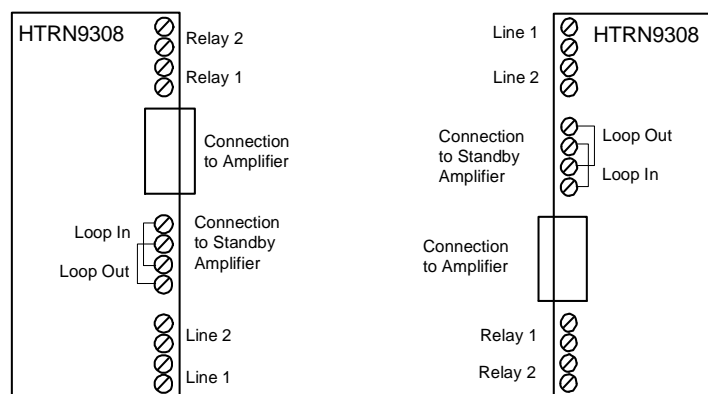 HTRN9308
Relay 2
Relay 1
Connection
to Amplifier
Loop In
Loop Out
Connection
to Standby
Amplifier
Line 2
Line 1
HTRN9308
Line 1
Line 2
Connection
to Standby
Amplifier
Loop Out
Loop In
Connection
to Amplifier
Relay 1
Relay 2